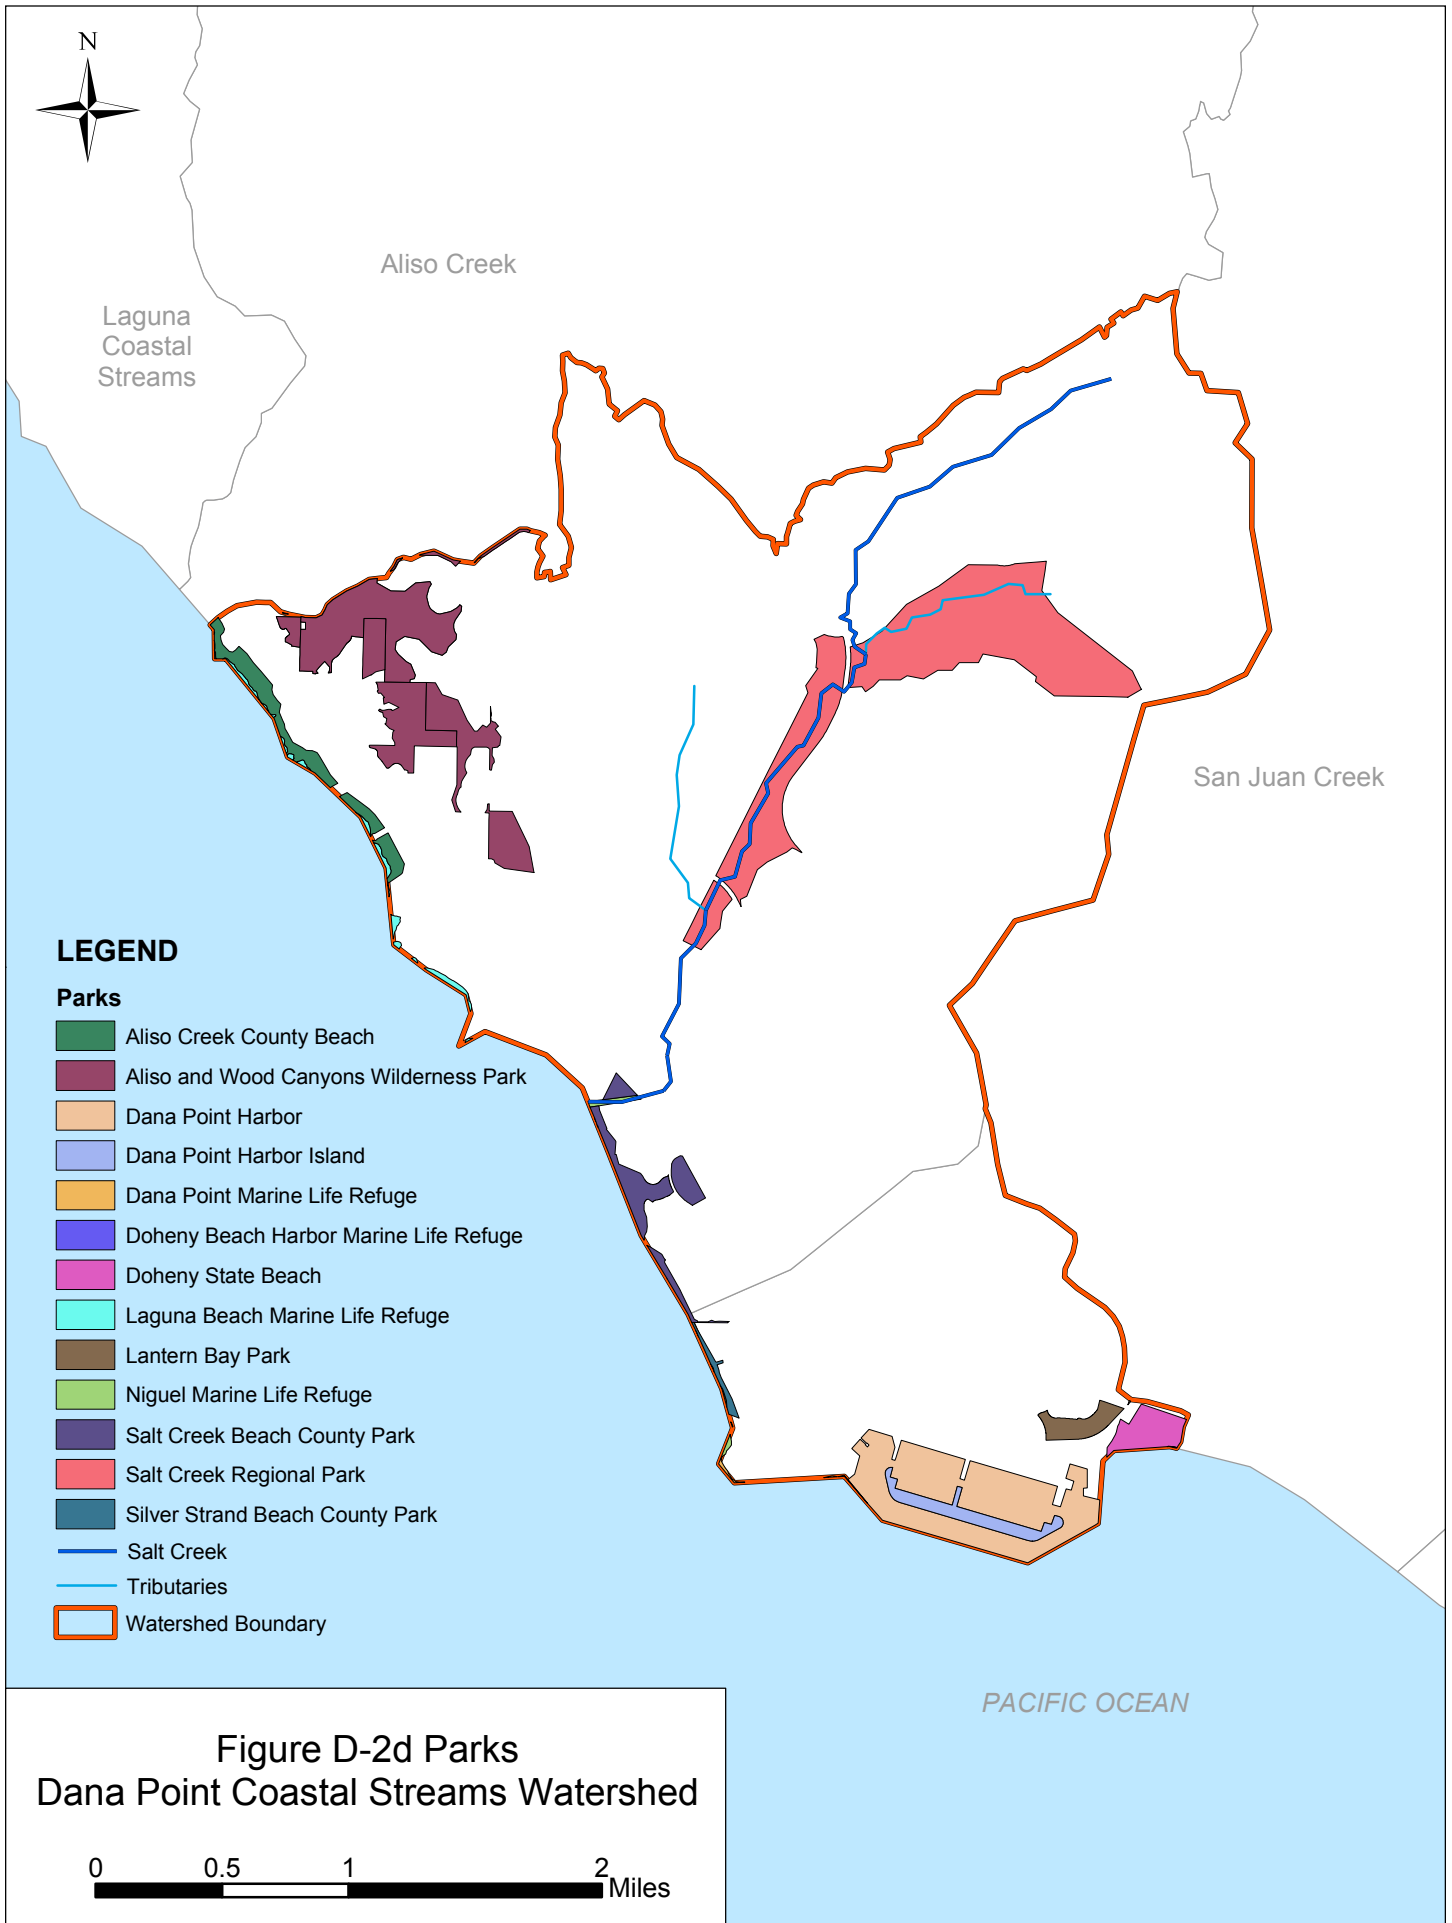 N
Aliso Creek
Laguna
Coastal
Streams
San Juan Creek
LEGEND
Parks
Aliso Creek County Beach
Aliso and Wood Canyons Wilderness Park
Dana Point Harbor
Dana Point Harbor Island
Dana Point Marine Life Refuge
Doheny Beach Harbor Marine Life Refuge
Doheny State Beach
Laguna Beach Marine Life Refuge
Lantern Bay Park
Niguel Marine Life Refuge
Salt Creek Beach County Park
Salt Creek Regional Park
Silver Strand Beach County Park
Salt Creek
Tributaries
Watershed Boundary
PACIFIC OCEAN
Figure D-2d Parks
Dana Point Coastal Streams Watershed
0 0.5 1 2
Miles